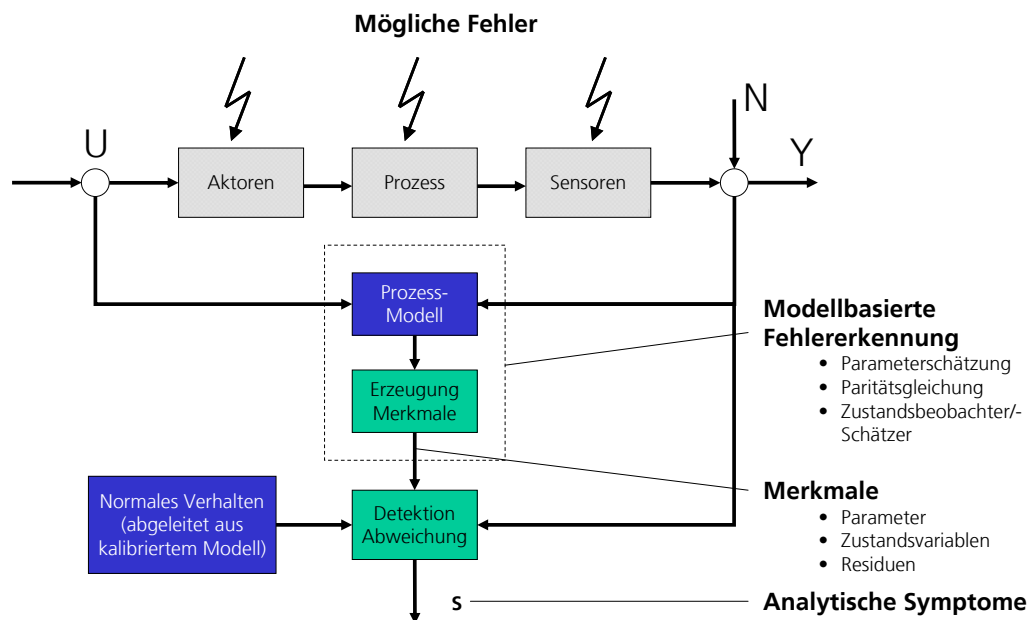 Mögliche Fehler
N
U
Y
Aktoren
Prozess
Sensoren
Prozess-
Modell
Modellbasierte
Fehlererkennung
• Parameterschätzung
• Paritätsgleichung
• Zustandsbeobachter/-
Schätzer
Erzeugung
Merkmale
Normales Verhalten
(abgeleitet aus
kalibriertem Modell)
Detektion
Abweichung
Merkmale
• Parameter
• Zustandsvariablen
• Residuen
s
Analytische Symptome